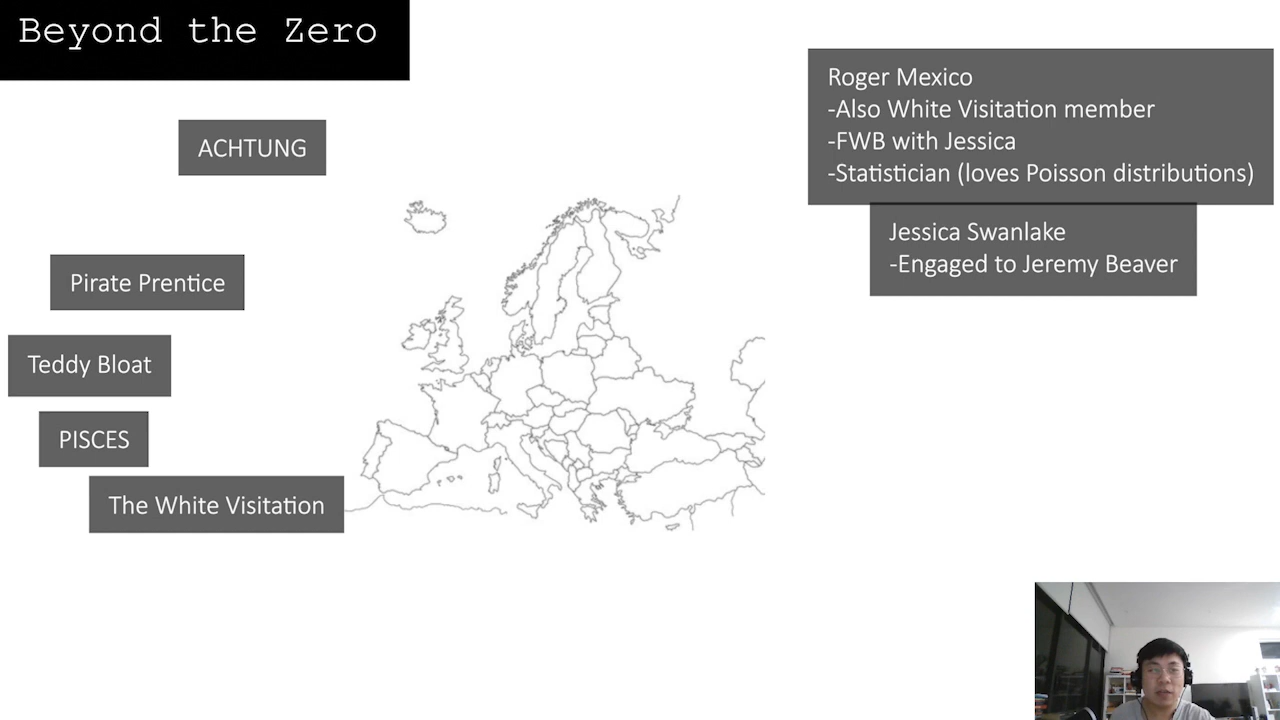 Beyond the Zero
ACHTUNG
Pirate Prentice
Teddy Bloat
PISCES
The White Visitation
Roger Mexico
-Also White Visitation member
-FWB with Jessica
-Statistician (loves Poisson distributions)
Jessica Swanlake
-Engaged to Jeremy Beaver